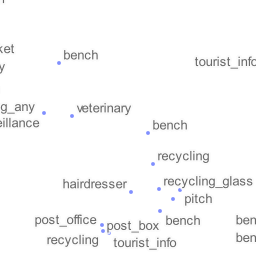 ket
bench
y
tourist_info
g_any
veterinary
eillance
bench
recycling
hairdresser
recycling_glass
pitch
post_office
post_box
bench
ben
recycling
tourist_info
ben